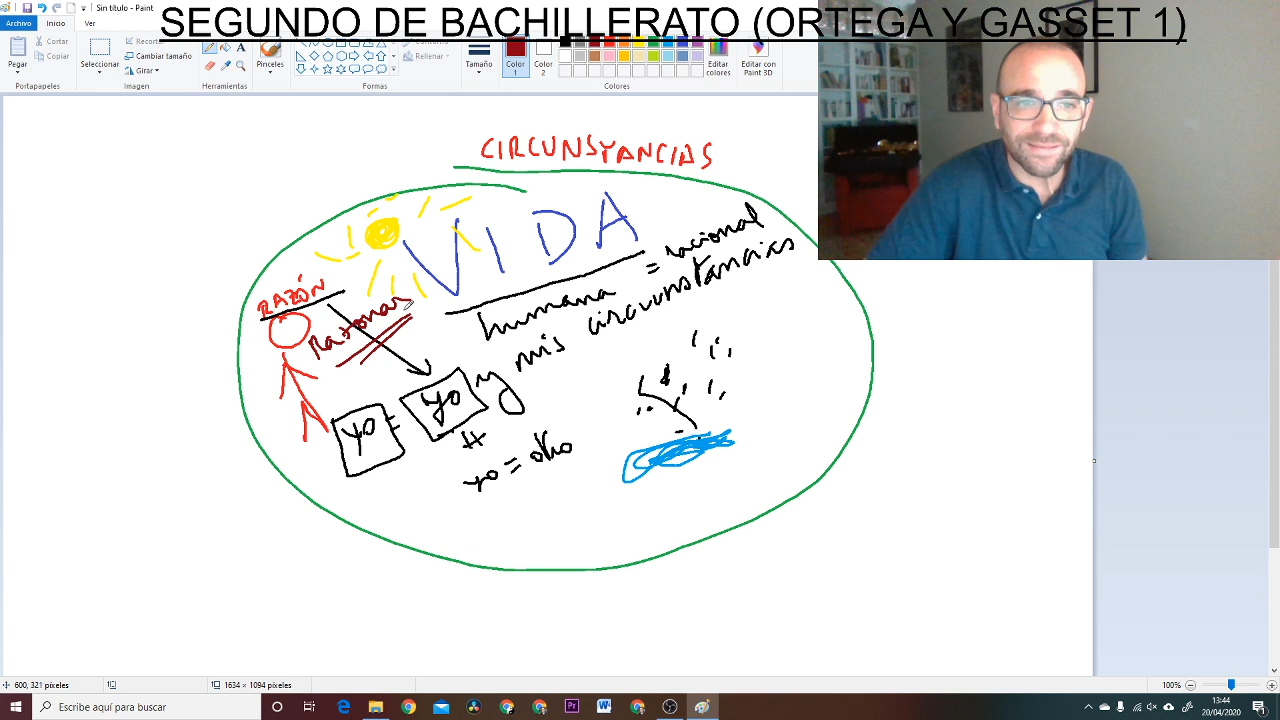 Sin título - Paint
SEGUNDO DE BACHILLERATO (ORTEGA Y GASSET 1)
Archivo
Inicio
Ver
Pegar
Cortar
Copiar
Portapapeles
Seleccionar
Recortar
Cambiar tamaño
Girar
Imagen
A
Herramientas
Pinceles
Contorno
Rellenar
Formas
Tamaño
Color 1
Color 2
Editar colores
Editar con Paint 3D
Colores
CIRCUNSTANCIAS
VIDA
humana = racional
RAZÓN
yo = yo y mis circunstancias
yo = otro
600, 321 píxeles
1634 × 1094 píxeles
100%
Escribe aquí para buscar
13:44
20/04/2020